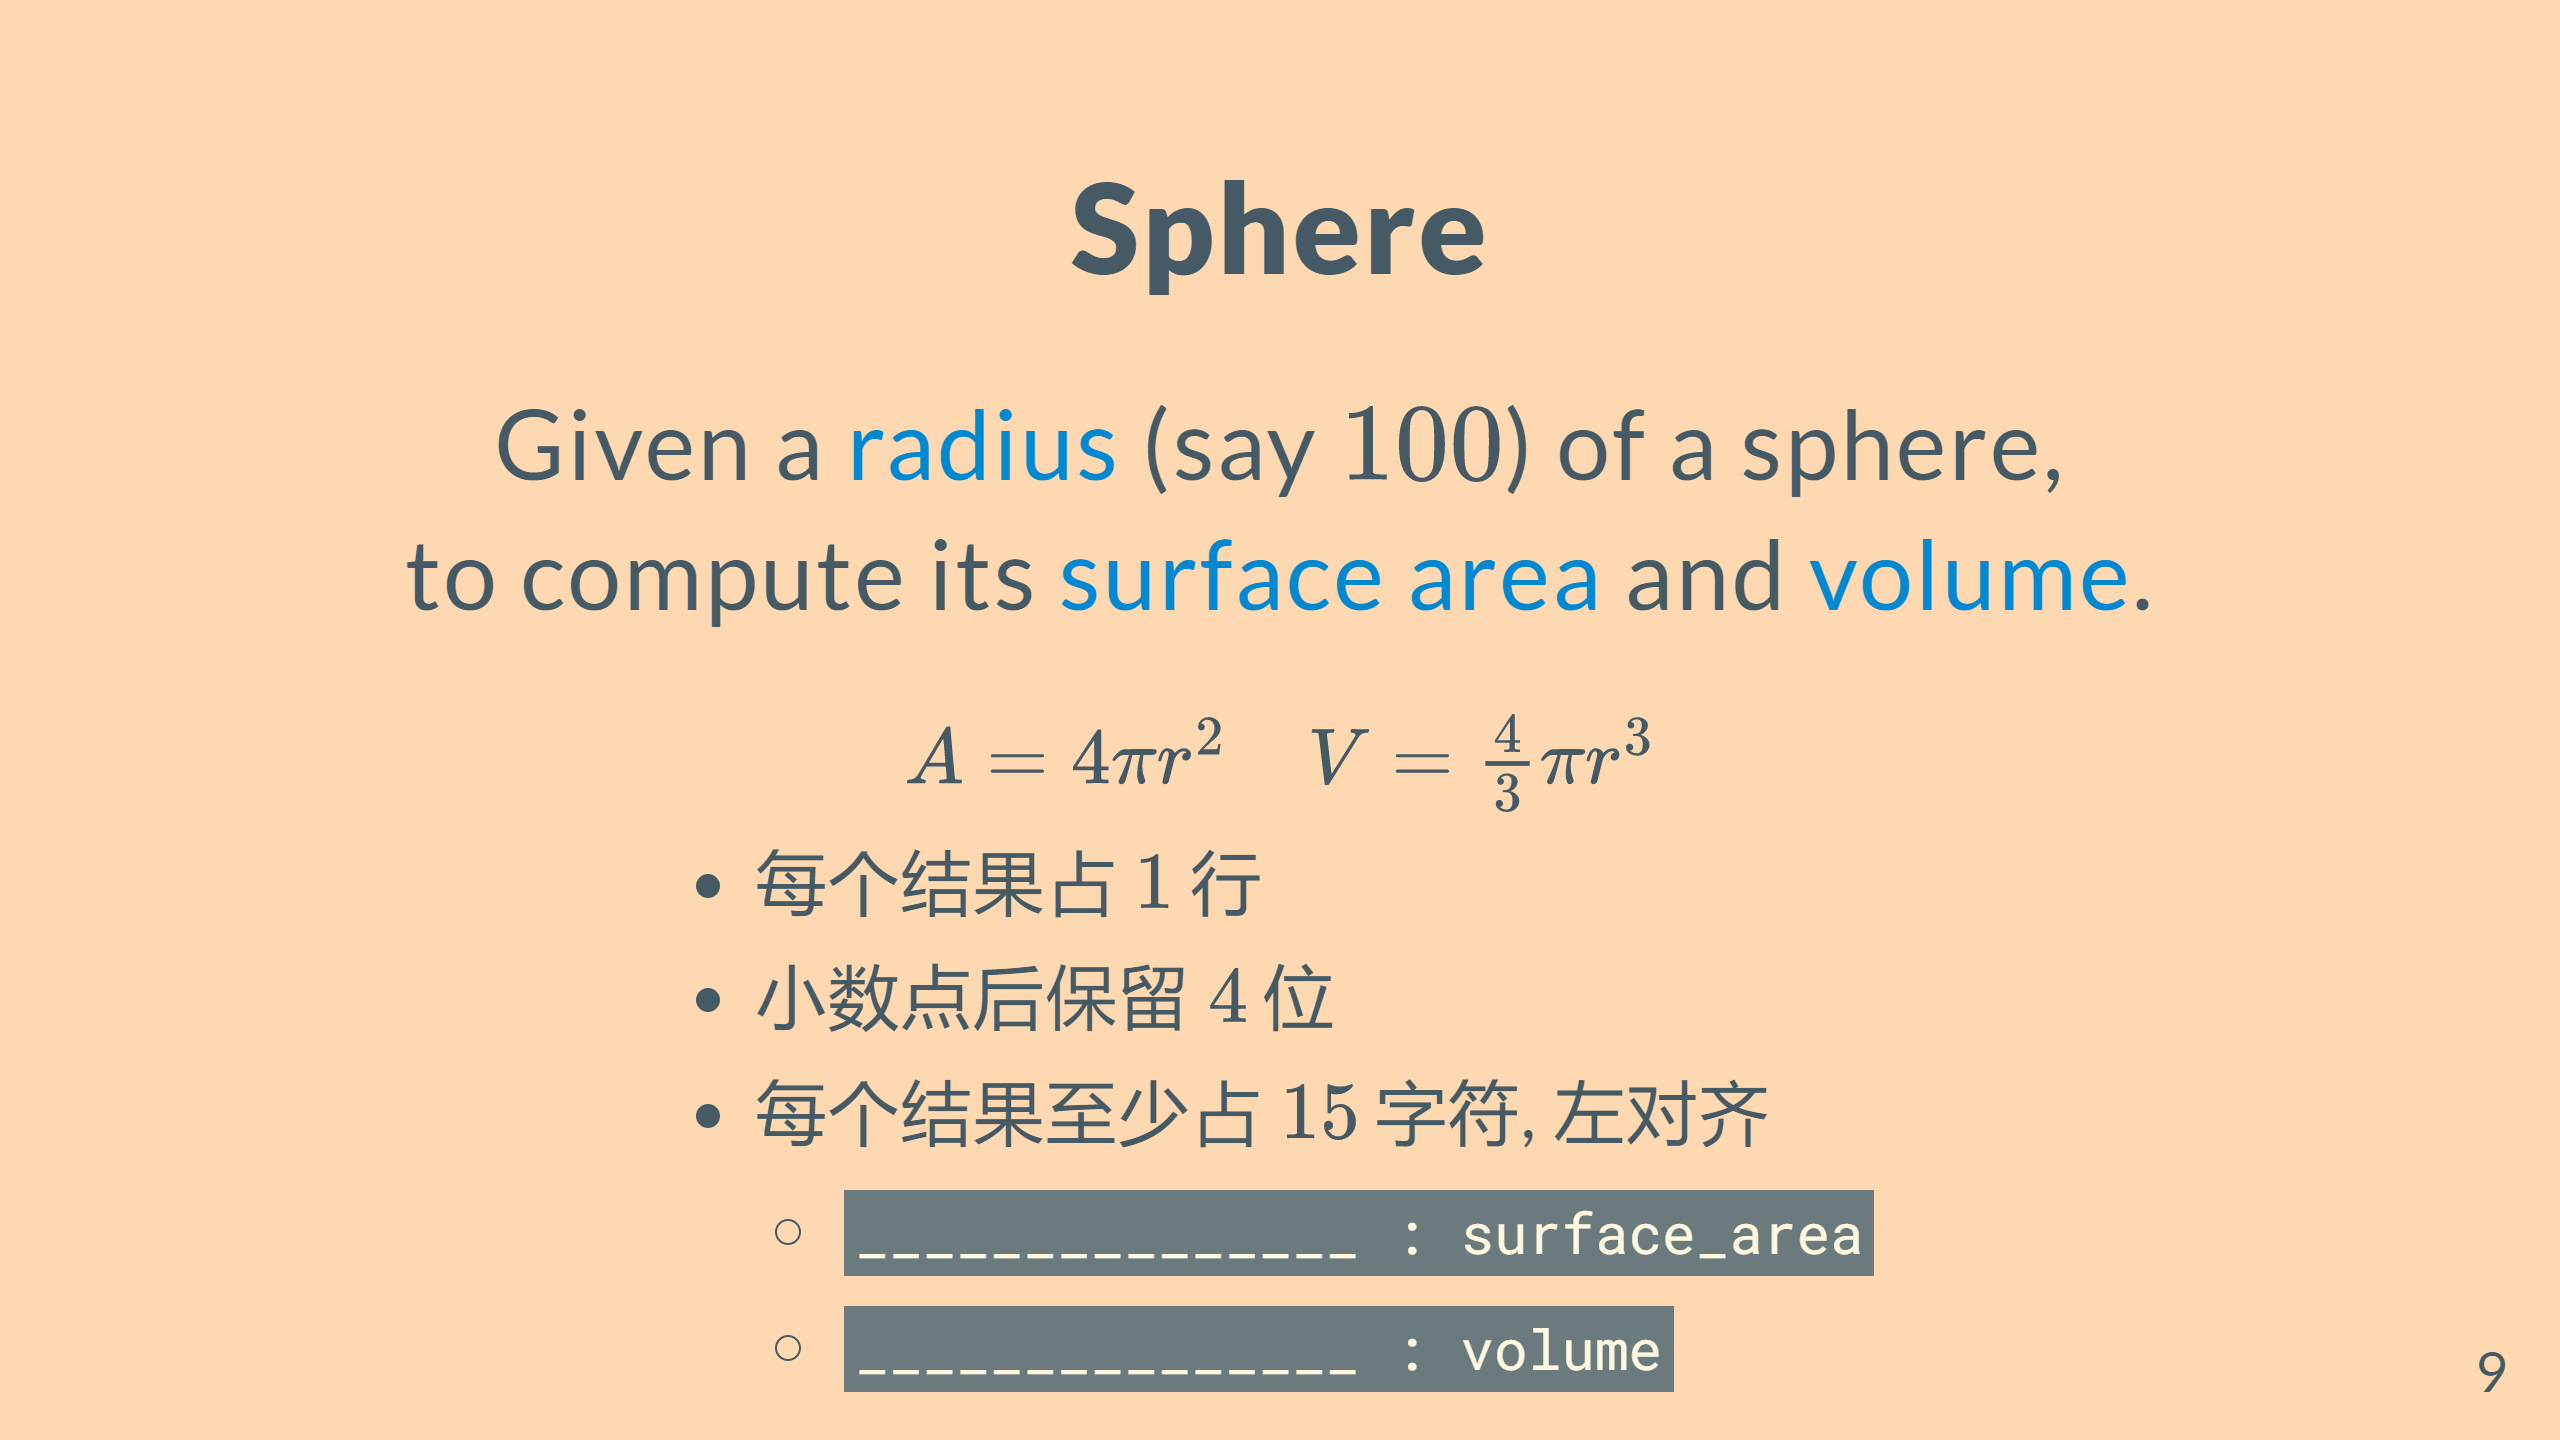 Sphere
Given a radius (say 100) of a sphere,
to compute its surface area and volume.
A = 4πr² V = 4/3 πr³
• 每个结果占 1 行
• 小数点后保留 4 位
• 每个结果至少占 15 字符, 左对齐
○ _______________ : surface_area
○ _______________ : volume
9